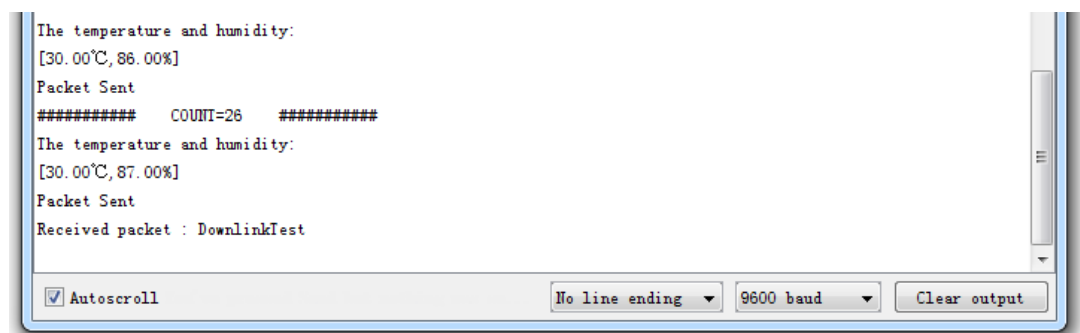 The temperature and humidity:
[30.00℃,86.00%]
Packet Sent
########### COUNT=26 ###########
The temperature and humidity:
[30.00℃,87.00%]
Packet Sent
Received packet : DownlinkTest
Autoscroll No line ending 9600 baud Clear output